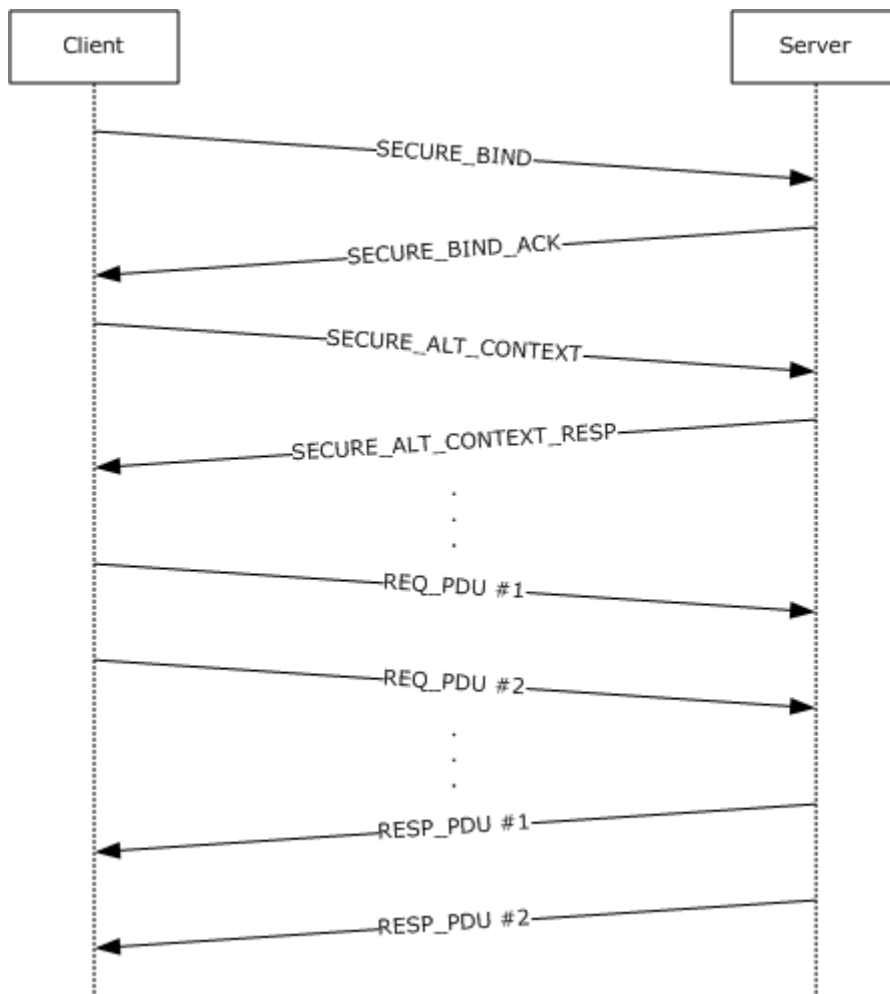 Client
Server
SECURE_BIND
SECURE_BIND_ACK
SECURE_ALT_CONTEXT
SECURE_ALT_CONTEXT_RESP
.
.
.
REQ_PDU #1
REQ_PDU #2
.
.
.
RESP_PDU #1
RESP_PDU #2